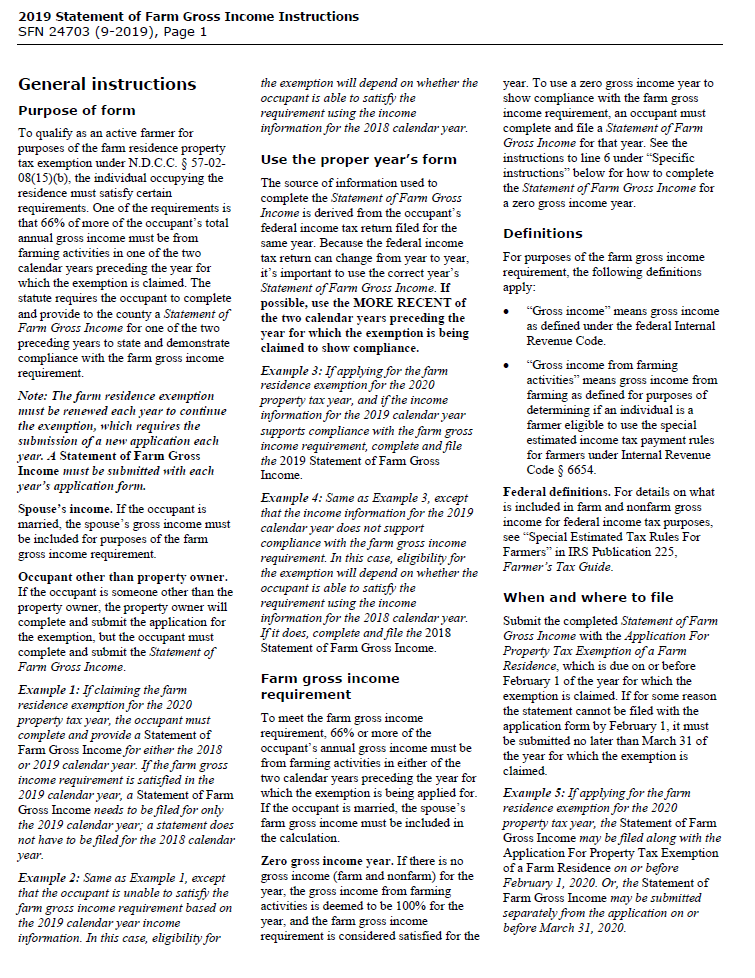 2019 Statement of Farm Gross Income Instructions
SFN 24703 (9-2019), Page 1
General instructions
Purpose of form
To qualify as an active farmer for
purposes of the farm residence property
tax exemption under N.D.C.C. § 57-02-
08(15)(b), the individual occupying the
residence must satisfy certain
requirements. One of the requirements is
that 66% of more of the occupant's total
annual gross income must be from
farming activities in one of the two
calendar years preceding the year for
which the exemption is claimed. The
statute requires the occupant to complete
and provide to the county a Statement of
Farm Gross Income for one of the two
preceding years to state and demonstrate
compliance with the farm gross income
requirement.
Note: The farm residence exemption
must be renewed each year to continue
the exemption, which requires the
submission of a new application each
year. A Statement of Farm Gross
Income must be submitted with each
year's application form.
Spouse's income. If the occupant is
married, the spouse's gross income must
be included for purposes of the farm
gross income requirement.
Occupant other than property owner.
If the occupant is someone other than the
property owner, the property owner will
complete and submit the application for
the exemption, but the occupant must
complete and submit the Statement of
Farm Gross Income.
Example 1: If claiming the farm
residence exemption for the 2020
property tax year, the occupant must
complete and provide a Statement of
Farm Gross Income for either the 2018
or 2019 calendar year. If the farm gross
income requirement is satisfied in the
2019 calendar year, a Statement of Farm
Gross Income needs to be filed for only
the 2019 calendar year; a statement does
not have to be filed for the 2018 calendar
year.
Example 2: Same as Example 1, except
that the occupant is unable to satisfy the
farm gross income requirement based on
the 2019 calendar year income
information. In this case, eligibility for
the exemption will depend on whether the
occupant is able to satisfy the
requirement using the income
information for the 2018 calendar year.
Use the proper year's form
The source of information used to
complete the Statement of Farm Gross
Income is derived from the occupant's
federal income tax return filed for the
same year. Because the federal income
tax return can change from year to year,
it's important to use the correct year's
Statement of Farm Gross Income. If
possible, use the MORE RECENT of
the two calendar years preceding the
year for which the exemption is being
claimed to show compliance.
Example 3: If applying for the farm
residence exemption for the 2020
property tax year, and if the income
information for the 2019 calendar year
supports compliance with the farm gross
income requirement, complete and file
the 2019 Statement of Farm Gross
Income.
Example 4: Same as Example 3, except
that the income information for the 2019
calendar year does not support
compliance with the farm gross income
requirement. In this case, eligibility for
the exemption will depend on whether the
occupant is able to satisfy the
requirement using the income
information for the 2018 calendar year.
If it does, complete and file the 2018
Statement of Farm Gross Income.
Farm gross income
requirement
To meet the farm gross income
requirement, 66% or more of the
occupant's annual gross income must be
from farming activities in either of the
two calendar years preceding the year for
which the exemption is being applied for.
If the occupant is married, the spouse's
farm gross income must be included in
the calculation.
Zero gross income year. If there is no
gross income (farm and nonfarm) for the
year, the gross income from farming
activities is deemed to be 100% for the
year, and the farm gross income
requirement is considered satisfied for the
year. To use a zero gross income year to
show compliance with the farm gross
income requirement, an occupant must
complete and file a Statement of Farm
Gross Income for that year. See the
instructions to line 6 under "Specific
instructions" below for how to complete
the Statement of Farm Gross Income for
a zero gross income year.
Definitions
For purposes of the farm gross income
requirement, the following definitions
apply:
• "Gross income" means gross income
as defined under the federal Internal
Revenue Code.
• "Gross income from farming
activities" means gross income from
farming as defined for purposes of
determining if an individual is a
farmer eligible to use the special
estimated income tax payment rules
for farmers under Internal Revenue
Code § 6654.
Federal definitions. For details on what
is included in farm and nonfarm gross
income for federal income tax purposes,
see "Special Estimated Tax Rules For
Farmers" in IRS Publication 225,
Farmer's Tax Guide.
When and where to file
Submit the completed Statement of Farm
Gross Income with the Application For
Property Tax Exemption of a Farm
Residence, which is due on or before
February 1 of the year for which the
exemption is claimed. If for some reason
the statement cannot be filed with the
application form by February 1, it must
be submitted no later than March 31 of
the year for which the exemption is
claimed.
Example 5: If applying for the farm
residence exemption for the 2020
property tax year, the Statement of Farm
Gross Income may be filed along with the
Application For Property Tax Exemption
of a Farm Residence on or before
February 1, 2020. Or, the Statement of
Farm Gross Income may be submitted
separately from the application on or
before March 31, 2020.